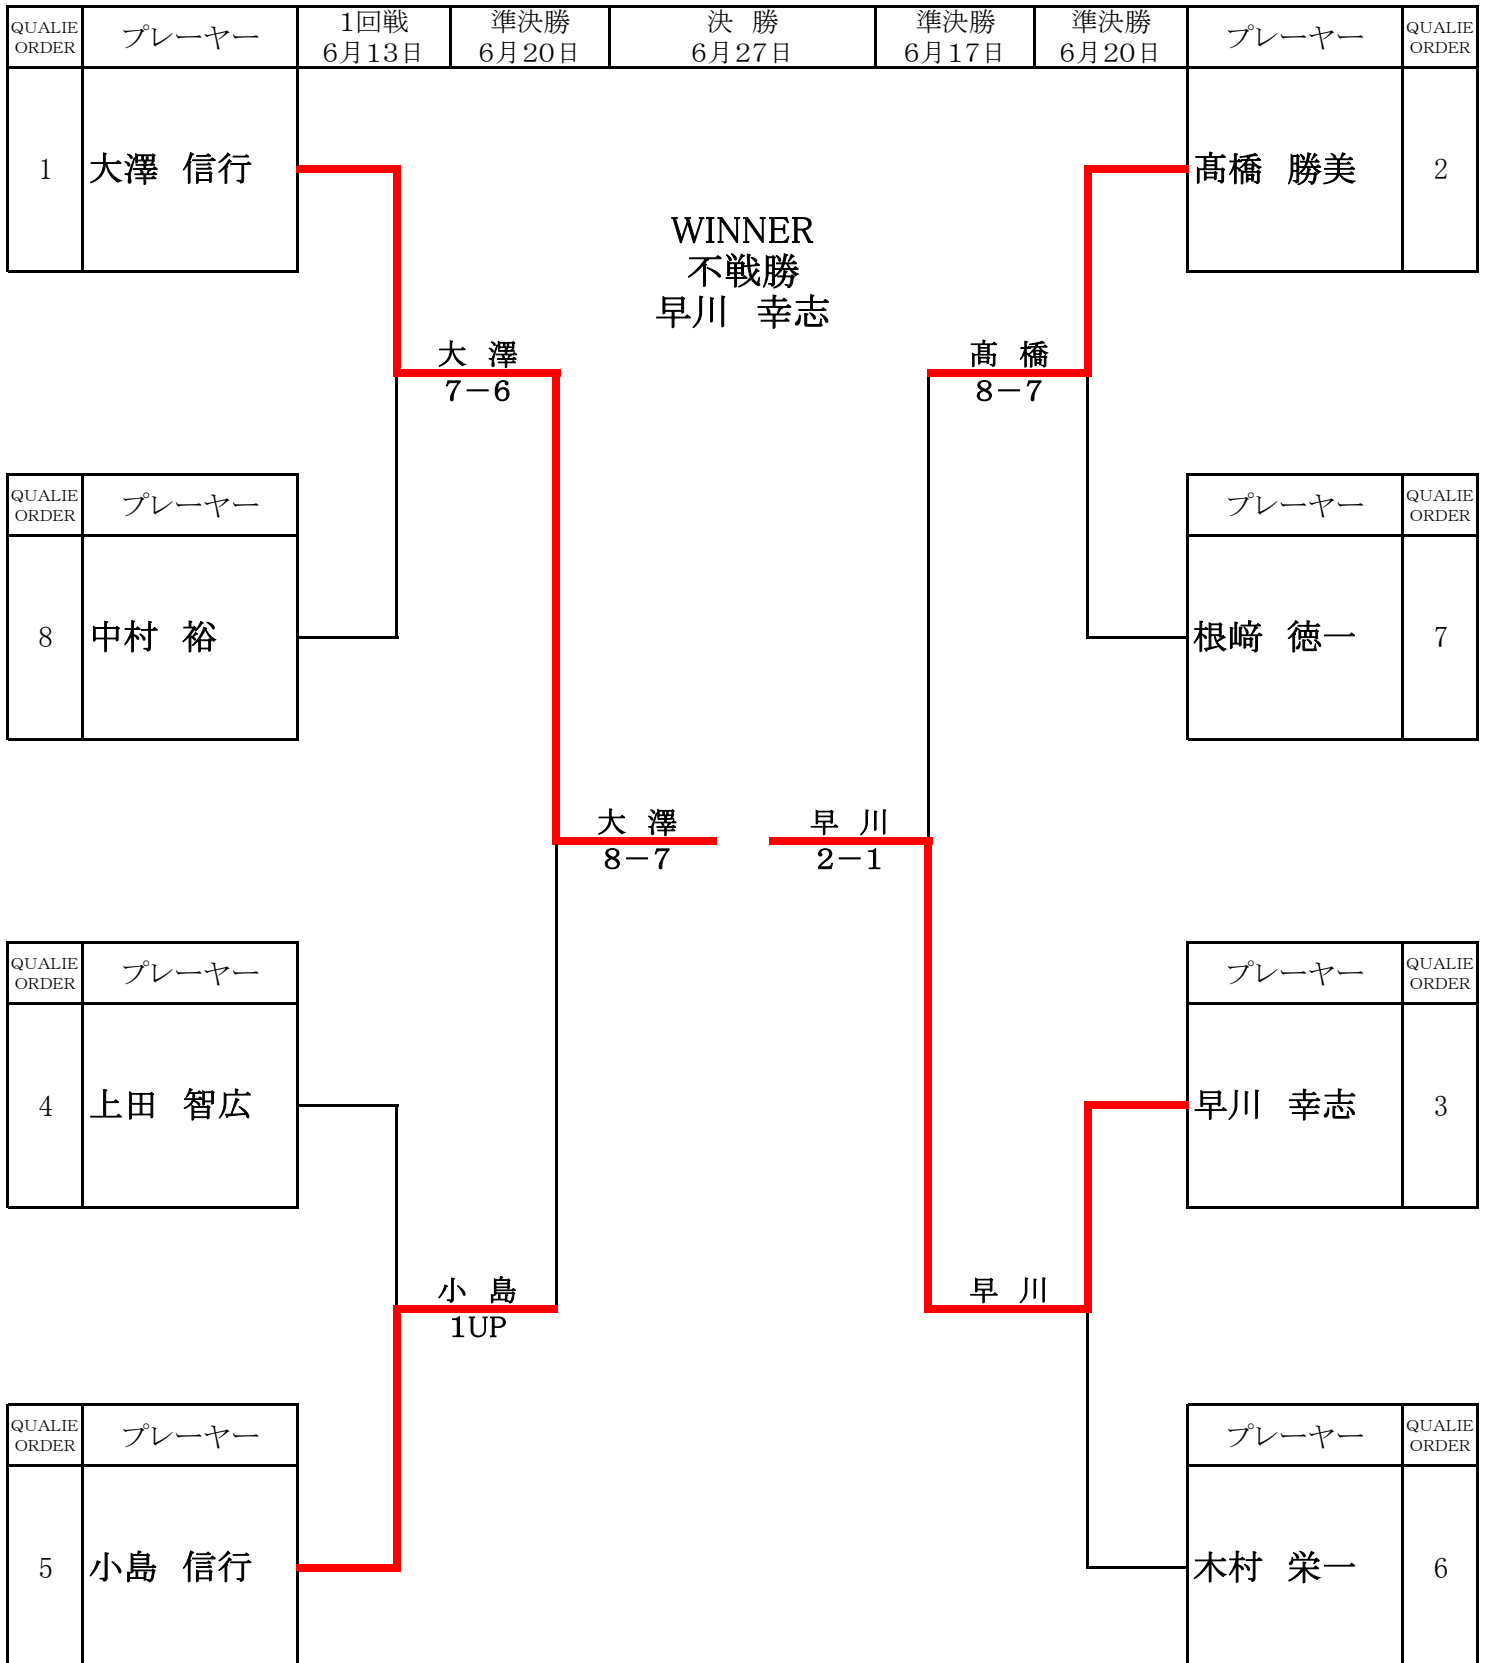 QUALIE
ORDER
プレーヤー
1回戦
6月13日
準決勝
6月20日
決　勝
6月27日
準決勝
6月17日
準決勝
6月20日
プレーヤー
QUALIE
ORDER
1
大澤　信行
髙橋　勝美
2
WINNER
不戦勝
早川　幸志
大　澤
7－6
髙　橋
8－7
QUALIE
ORDER
プレーヤー
プレーヤー
QUALIE
ORDER
8
中村　裕
根﨑　徳一
7
大　澤
8－7
早　川
2－1
QUALIE
ORDER
プレーヤー
プレーヤー
QUALIE
ORDER
4
上田　智広
早川　幸志
3
小　島
1UP
早　川
QUALIE
ORDER
プレーヤー
プレーヤー
QUALIE
ORDER
5
小島　信行
木村　栄一
6